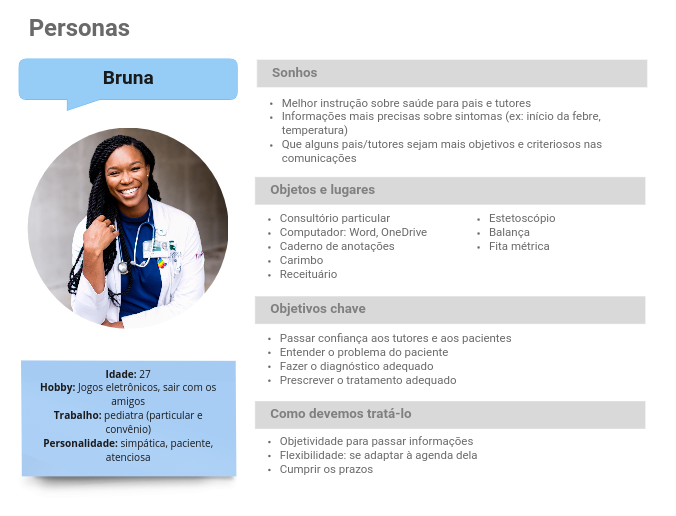 Personas
Bruna
Idade: 27
Hobby: Jogos eletrônicos, sair com os
amigos
Trabalho: pediatra (particular e
convênio)
Personalidade: simpática, paciente,
atenciosa
Sonhos
• Melhor instrução sobre saúde para pais e tutores
• Informações mais precisas sobre sintomas (ex: início da febre,
temperatura)
• Que alguns pais/tutores sejam mais objetivos e criteriosos nas
comunicações
Objetos e lugares
• Consultório particular
• Computador: Word, OneDrive
• Caderno de anotações
• Carimbo
• Receituário
• Estetoscópio
• Balança
• Fita métrica
Objetivos chave
• Passar confiança aos tutores e aos pacientes
• Entender o problema do paciente
• Fazer o diagnóstico adequado
• Prescrever o tratamento adequado
Como devemos tratá-lo
• Objetividade para passar informações
• Flexibilidade: se adaptar à agenda dela
• Cumprir os prazos